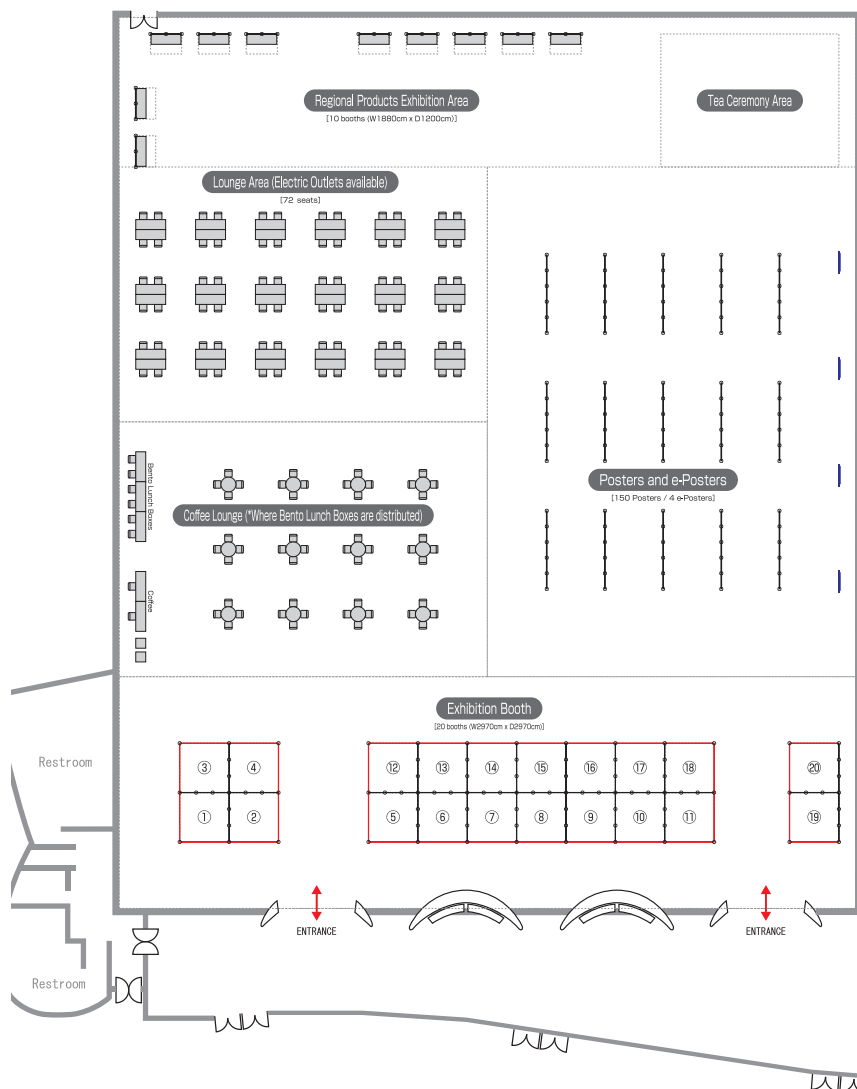 Regional Products Exhibition Area
[10 booths (W1880cm x D1200cm)]
Tea Ceremony Area
Lounge Area (Electric Outlets available)
[72 seats]
Posters and e-Posters
[150 Posters / 4 e-Posters]
Bento Lunch Boxes
Coffee Lounge (*Where Bento Lunch Boxes are distributed)
Coffee
Exhibition Booth
[20 booths (W2970cm x D2970cm)]
Restroom
③ ④ ⑫ ⑬ ⑭ ⑮ ⑯ ⑰ ⑱ ⑳
① ② ⑤ ⑥ ⑦ ⑧ ⑨ ⑩ ⑪ ⑲
ENTRANCE ENTRANCE
Restroom